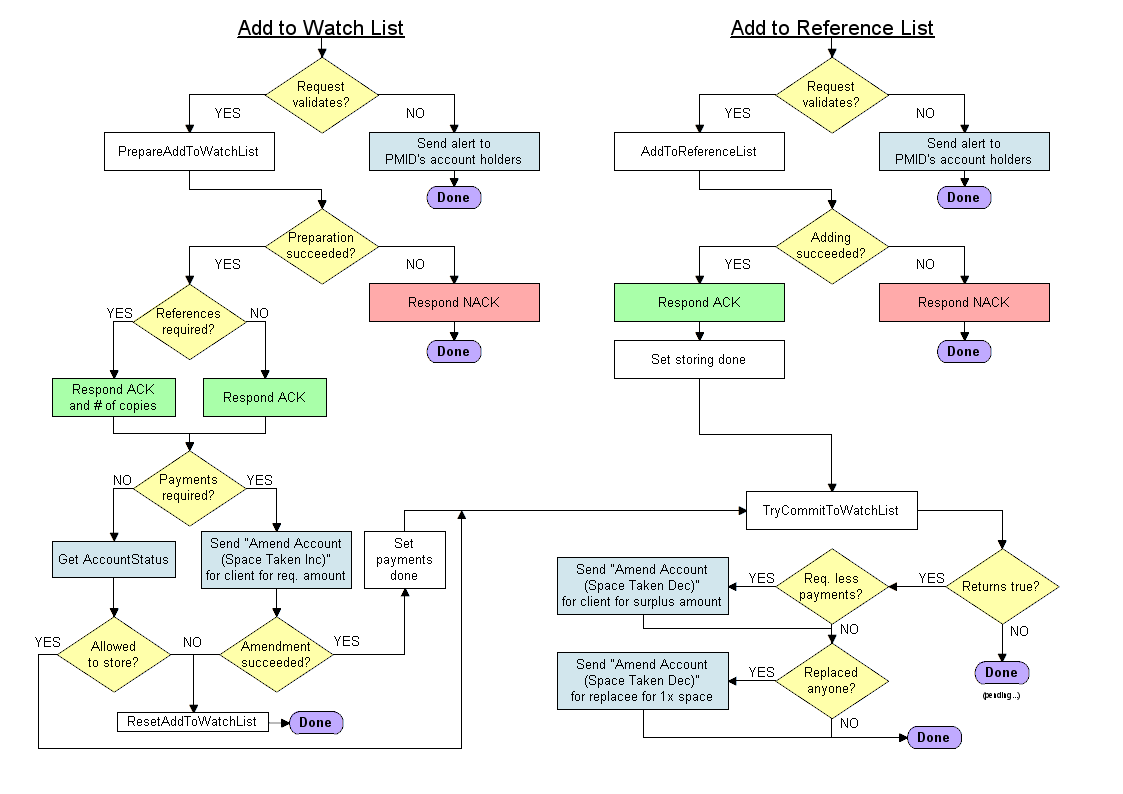 Add to Watch List
Request
validates?
YES
NO
PrepareAddToWatchList
Send alert to
PMID's account holders
Done
Preparation
succeeded?
YES
NO
References
required?
YES
NO
Respond NACK
Done
Respond ACK
and # of copies
Respond ACK
Payments
required?
NO
YES
Get AccountStatus
Send "Amend Account
(Space Taken Inc)"
for client for req. amount
Set
payments
done
Allowed
to store?
YES
NO
Amendment
succeeded?
YES
ResetAddToWatchList
Done
Add to Reference List
Request
validates?
YES
NO
AddToReferenceList
Send alert to
PMID's account holders
Done
Adding
succeeded?
YES
NO
Respond ACK
Respond NACK
Done
Set storing done
TryCommitToWatchList
Returns true?
YES
NO
Done
(pending...)
Req. less
payments?
YES
NO
Send "Amend Account
(Space Taken Dec)"
for client for surplus amount
Replaced
anyone?
YES
NO
Send "Amend Account
(Space Taken Dec)"
for replacee for 1x space
Done